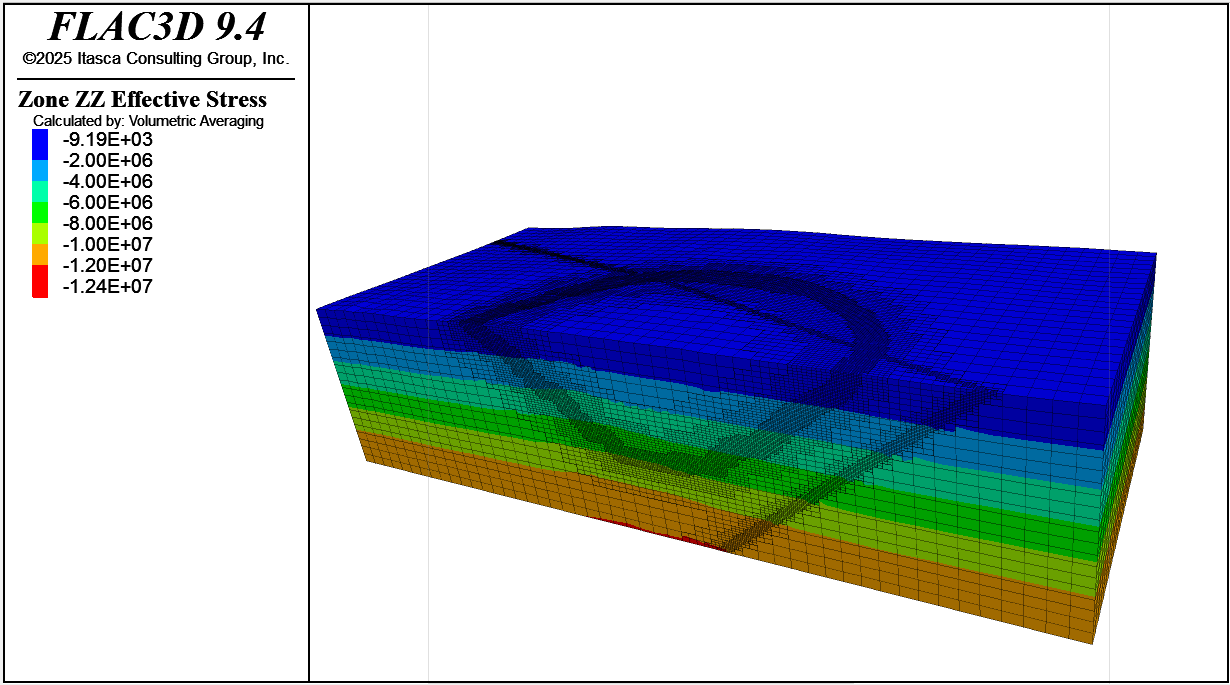 FLAC3D 9.4
©2025 Itasca Consulting Group, Inc.
Zone ZZ Effective Stress
Calculated by: Volumetric Averaging
-9.19E+03
-2.00E+06
-4.00E+06
-6.00E+06
-8.00E+06
-1.00E+07
-1.20E+07
-1.24E+07